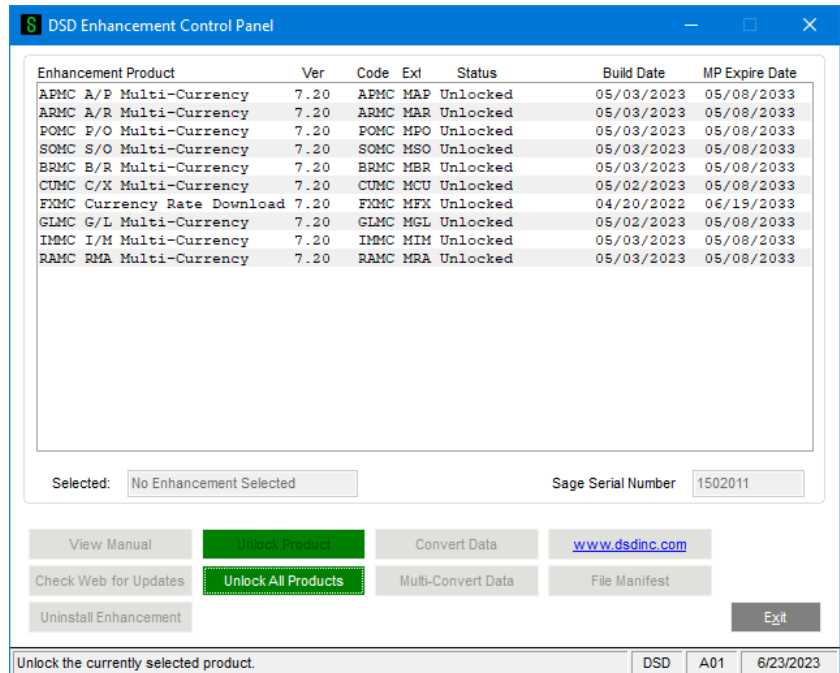 S DSD Enhancement Control Panel
Enhancement Product Ver Code Ext Status Build Date MP Expire Date
APMC A/P Multi-Currency 7.20 APMC MAP Unlocked 05/03/2023 05/08/2033
ARMC A/R Multi-Currency 7.20 ARMC MAR Unlocked 05/03/2023 05/08/2033
POMC P/O Multi-Currency 7.20 POMC MPO Unlocked 05/03/2023 05/08/2033
SOMC S/O Multi-Currency 7.20 SOMC MSO Unlocked 05/03/2023 05/08/2033
BRMC B/R Multi-Currency 7.20 BRMC MBR Unlocked 05/03/2023 05/08/2033
CUMC C/X Multi-Currency 7.20 CUMC MCU Unlocked 05/02/2023 05/08/2033
FXMC Currency Rate Download 7.20 FXMC MFX Unlocked 04/20/2022 06/19/2033
GLMC G/L Multi-Currency 7.20 GLMC MGL Unlocked 05/02/2023 05/08/2033
IMMC I/M Multi-Currency 7.20 IMMC MIM Unlocked 05/03/2023 05/08/2033
RAMC RMA Multi-Currency 7.20 RAMC MRA Unlocked 05/03/2023 05/08/2033
Selected: No Enhancement Selected Sage Serial Number 1502011
View Manual Unlock Product Convert Data www.dsdinc.com
Check Web for Updates Unlock All Products Multi-Convert Data File Manifest
Uninstall Enhancement Exit
Unlock the currently selected product. DSD A01 6/23/2023